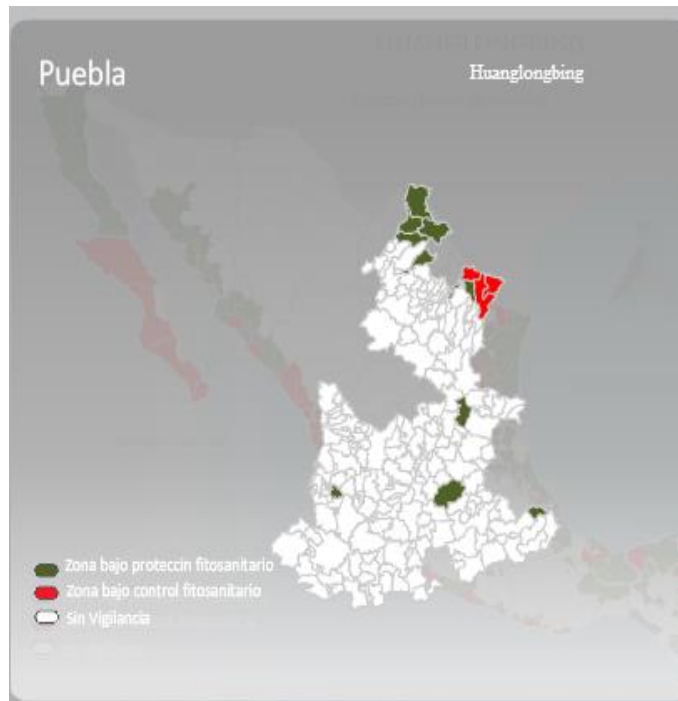 Puebla
Huanglongbing
Zona bajo proteccin fitosanitario
Zona bajo control fitosanitario
Sin Vigilancia